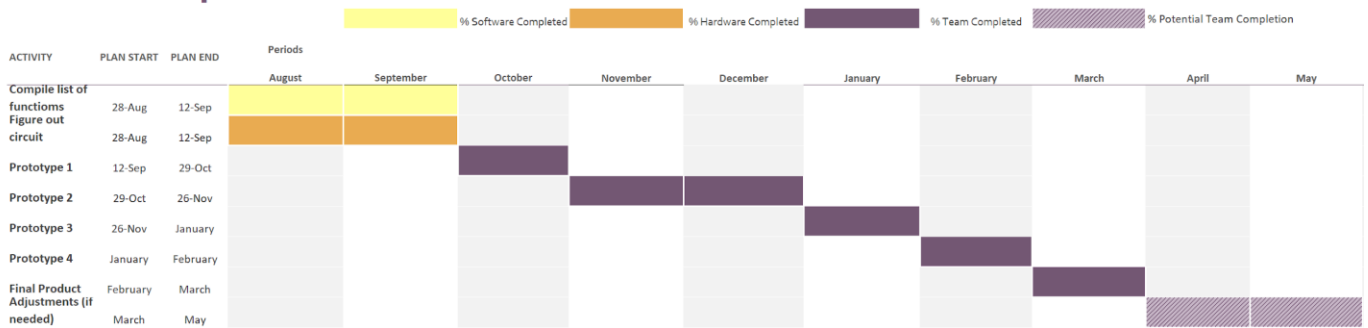 % Software Completed % Hardware Completed % Team Completed % Potential Team Completion
Periods
ACTIVITY PLAN START PLAN END
August September October November December January February March April May
Compile list of
functioms 28-Aug 12-Sep
Figure out
circuit 28-Aug 12-Sep
Prototype 1 12-Sep 29-Oct
Prototype 2 29-Oct 26-Nov
Prototype 3 26-Nov January
Prototype 4 January February
Final Product February March
Adjustments (if
needed) March May